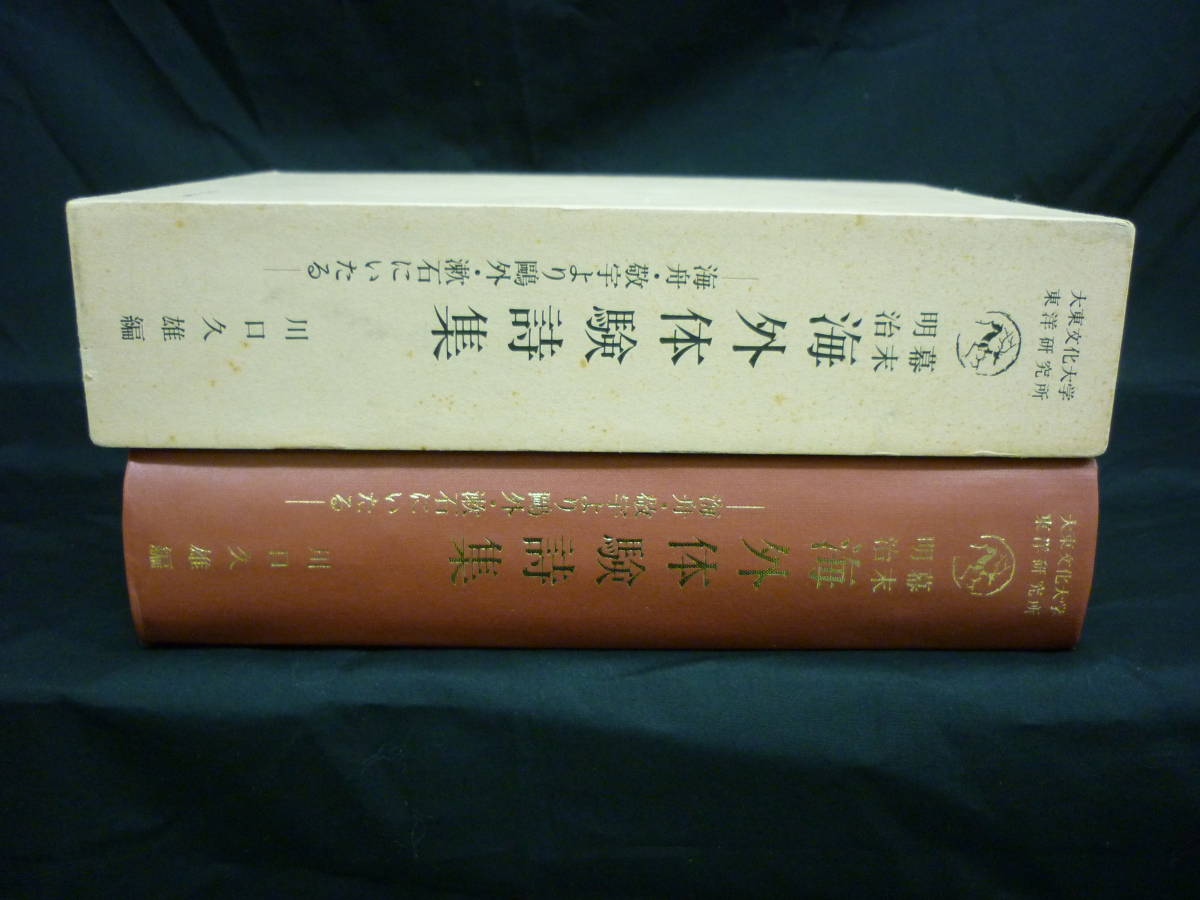 大東文化大学
東洋研究所
幕末
明治
海外体験詩集
―海舟・敬宇より鷗外・漱石にいたる―
川口久雄編
大東文化大学
東洋研究所
幕末
明治
海外体験詩集
―海舟・敬宇より鷗外・漱石にいたる―
川口久雄編